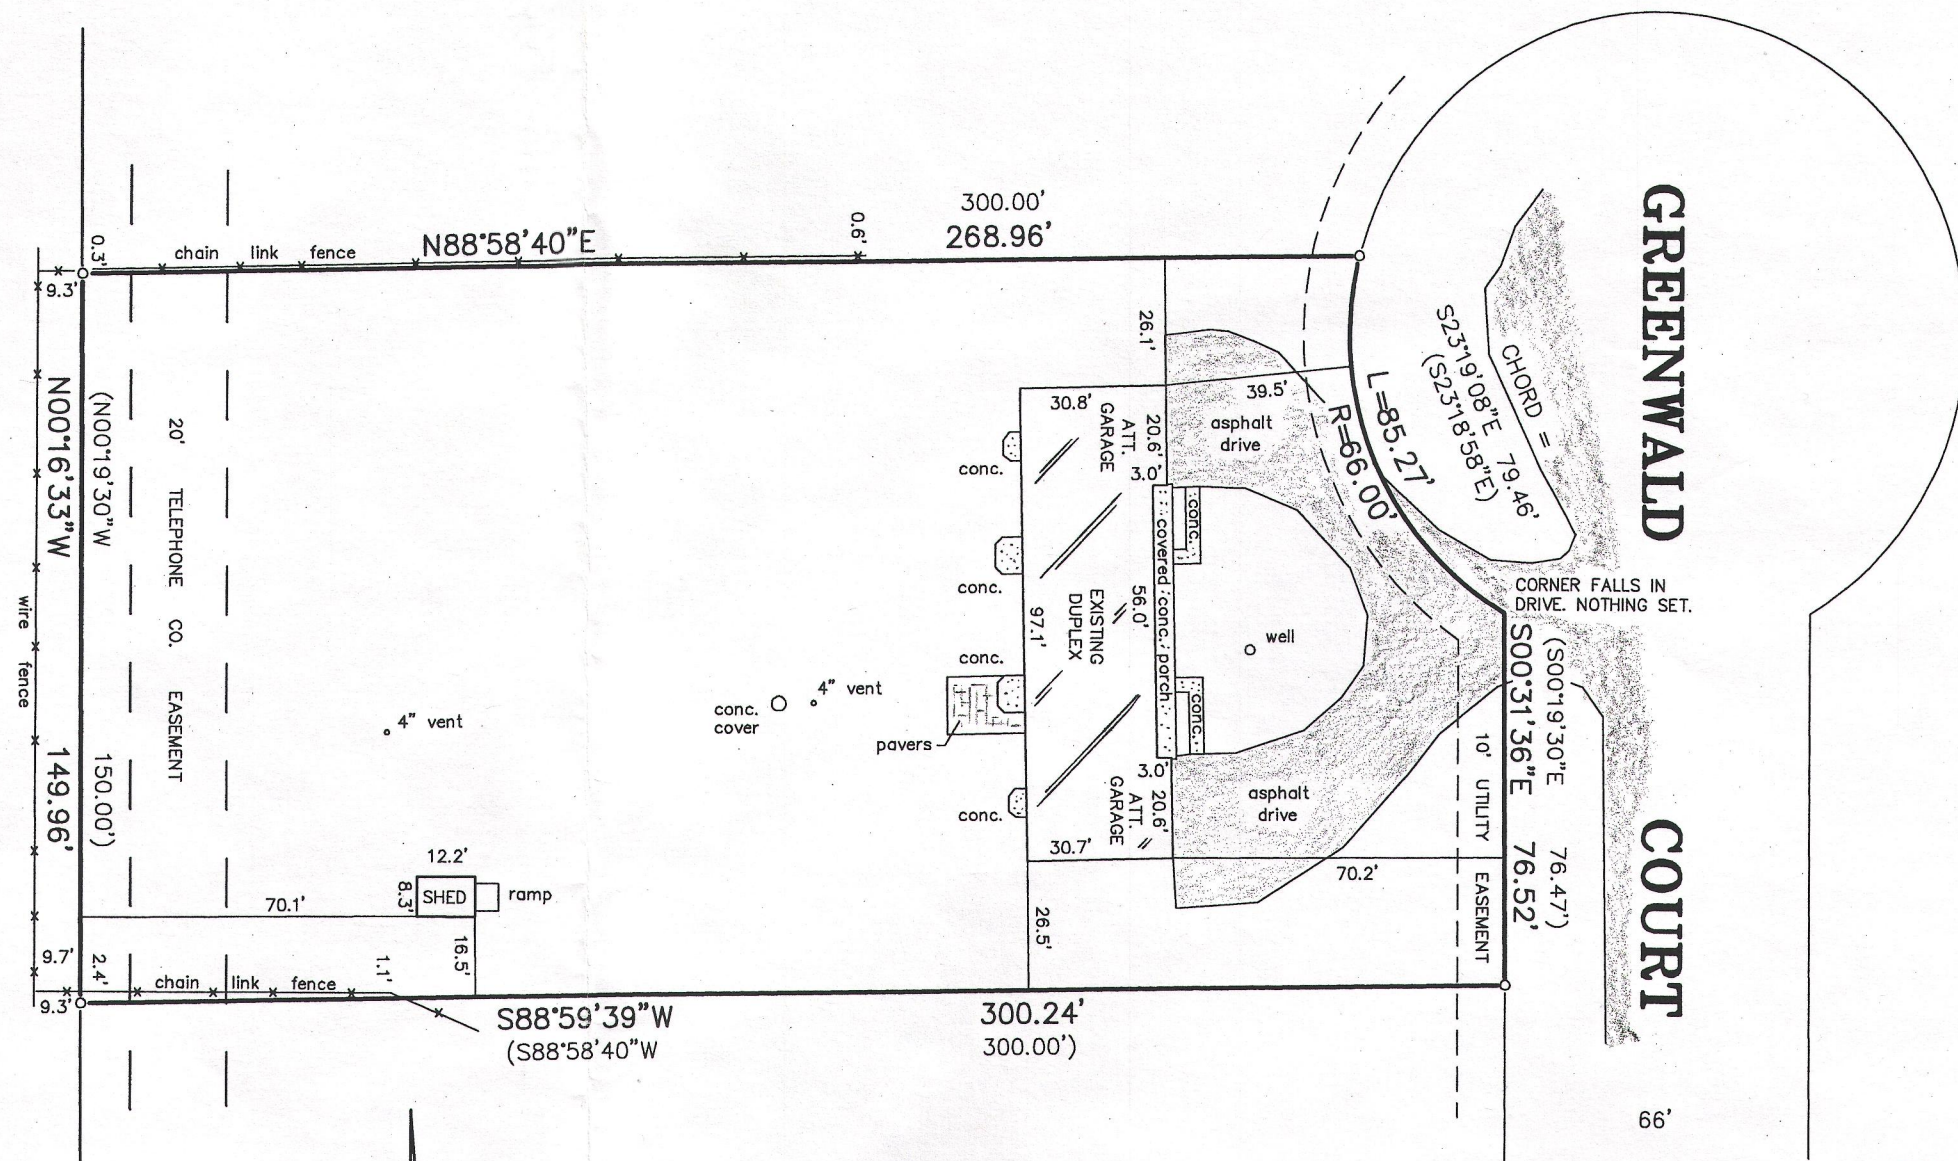 300.00'
268.96'
0.6'
N88°58'40"E
chain link fence
0.3'
9.3'
N00°16'33"W
149.96'
(N00°19'30"W
150.00')
wire fence
20' TELEPHONE CO. EASEMENT
26.1'
30.8'
ATT.
GARAGE
20.6'
3.0'
39.5'
asphalt
drive
L=85.27'
R=66.00'
CHORD =
S23°19'08"E 79.46'
(S23°18'58"E)
GREENWALD
COURT
CORNER FALLS IN
DRIVE. NOTHING SET.
(S00°19'30"E 76.47')
S00°31'36"E 76.52'
10' UTILITY EASEMENT
conc.
conc.
conc.
conc.
conc.
conc.
covered conc. porch
EXISTING
DUPLEX
56.0'
97.1'
well
pavers
conc.
cover
4" vent
4" vent
3.0'
20.6'
ATT.
GARAGE
30.7'
asphalt
drive
70.2'
26.5'
12.2'
8.3'
SHED
ramp
70.1'
16.5'
1.1'
9.7'
2.4'
9.3'
chain link fence
S88°59'39"W
(S88°58'40"W
300.24'
300.00')
66'